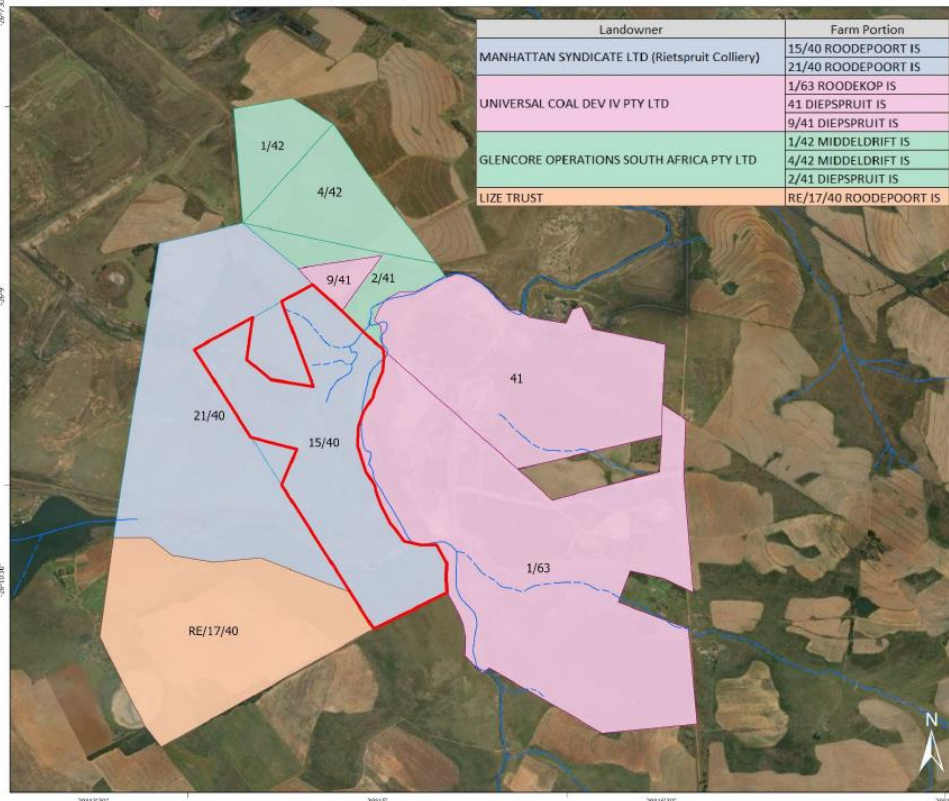 Landowner Farm Portion
MANHATTAN SYNDICATE LTD (Rietspruit Colliery) 15/40 ROODEPOORT IS
21/40 ROODEPOORT IS
UNIVERSAL COAL DEV IV PTY LTD 1/63 ROODEKOP IS
41 DIEPSPRUIT IS
9/41 DIEPSPRUIT IS
GLENCORE OPERATIONS SOUTH AFRICA PTY LTD 1/42 MIDDELDRIFT IS
4/42 MIDDELDRIFT IS
2/41 DIEPSPRUIT IS
LIZE TRUST RE/17/40 ROODEPOORT IS
1/42
4/42
9/41
2/41
41
21/40
15/40
1/63
RE/17/40
N